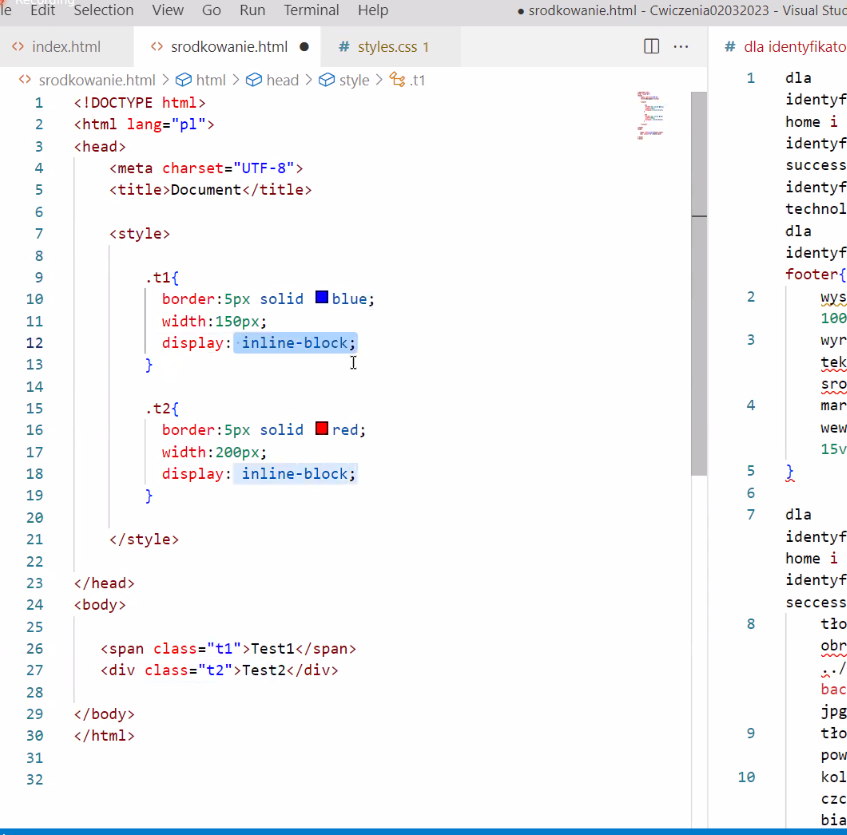 Edit Selection View Go Run Terminal Help ● srodkowanie.html - Cwiczenia02032023 - Visual
index.html srodkowanie.html ● # styles.css 1 ··· # dla identyfikato
srodkowanie.html > html > head > style > .t1
1 <!DOCTYPE html>
2 <html lang="pl">
3 <head>
4 <meta charset="UTF-8">
5 <title>Document</title>
6
7 <style>
8
9 .t1{
10 border:5px solid blue;
11 width:150px;
12 display: inline-block;
13 }
14
15 .t2{
16 border:5px solid red;
17 width:200px;
18 display: inline-block;
19 }
20
21 </style>
22
23 </head>
24 <body>
25
26 <span class="t1">Test1</span>
27 <div class="t2">Test2</div>
28
29 </body>
30 </html>
31
32
1 dla
identyf
home i
identyf
success
identyf
technol
dla
identyf
footer{
2 wys
100
3 wyr
tek
sro
4 mar
wew
15v
5 }
6
7 dla
identyf
home i
identyf
seccess
8 tło
obr
../
bac
jpg
9 tło
pow
10 kol
czc
bia